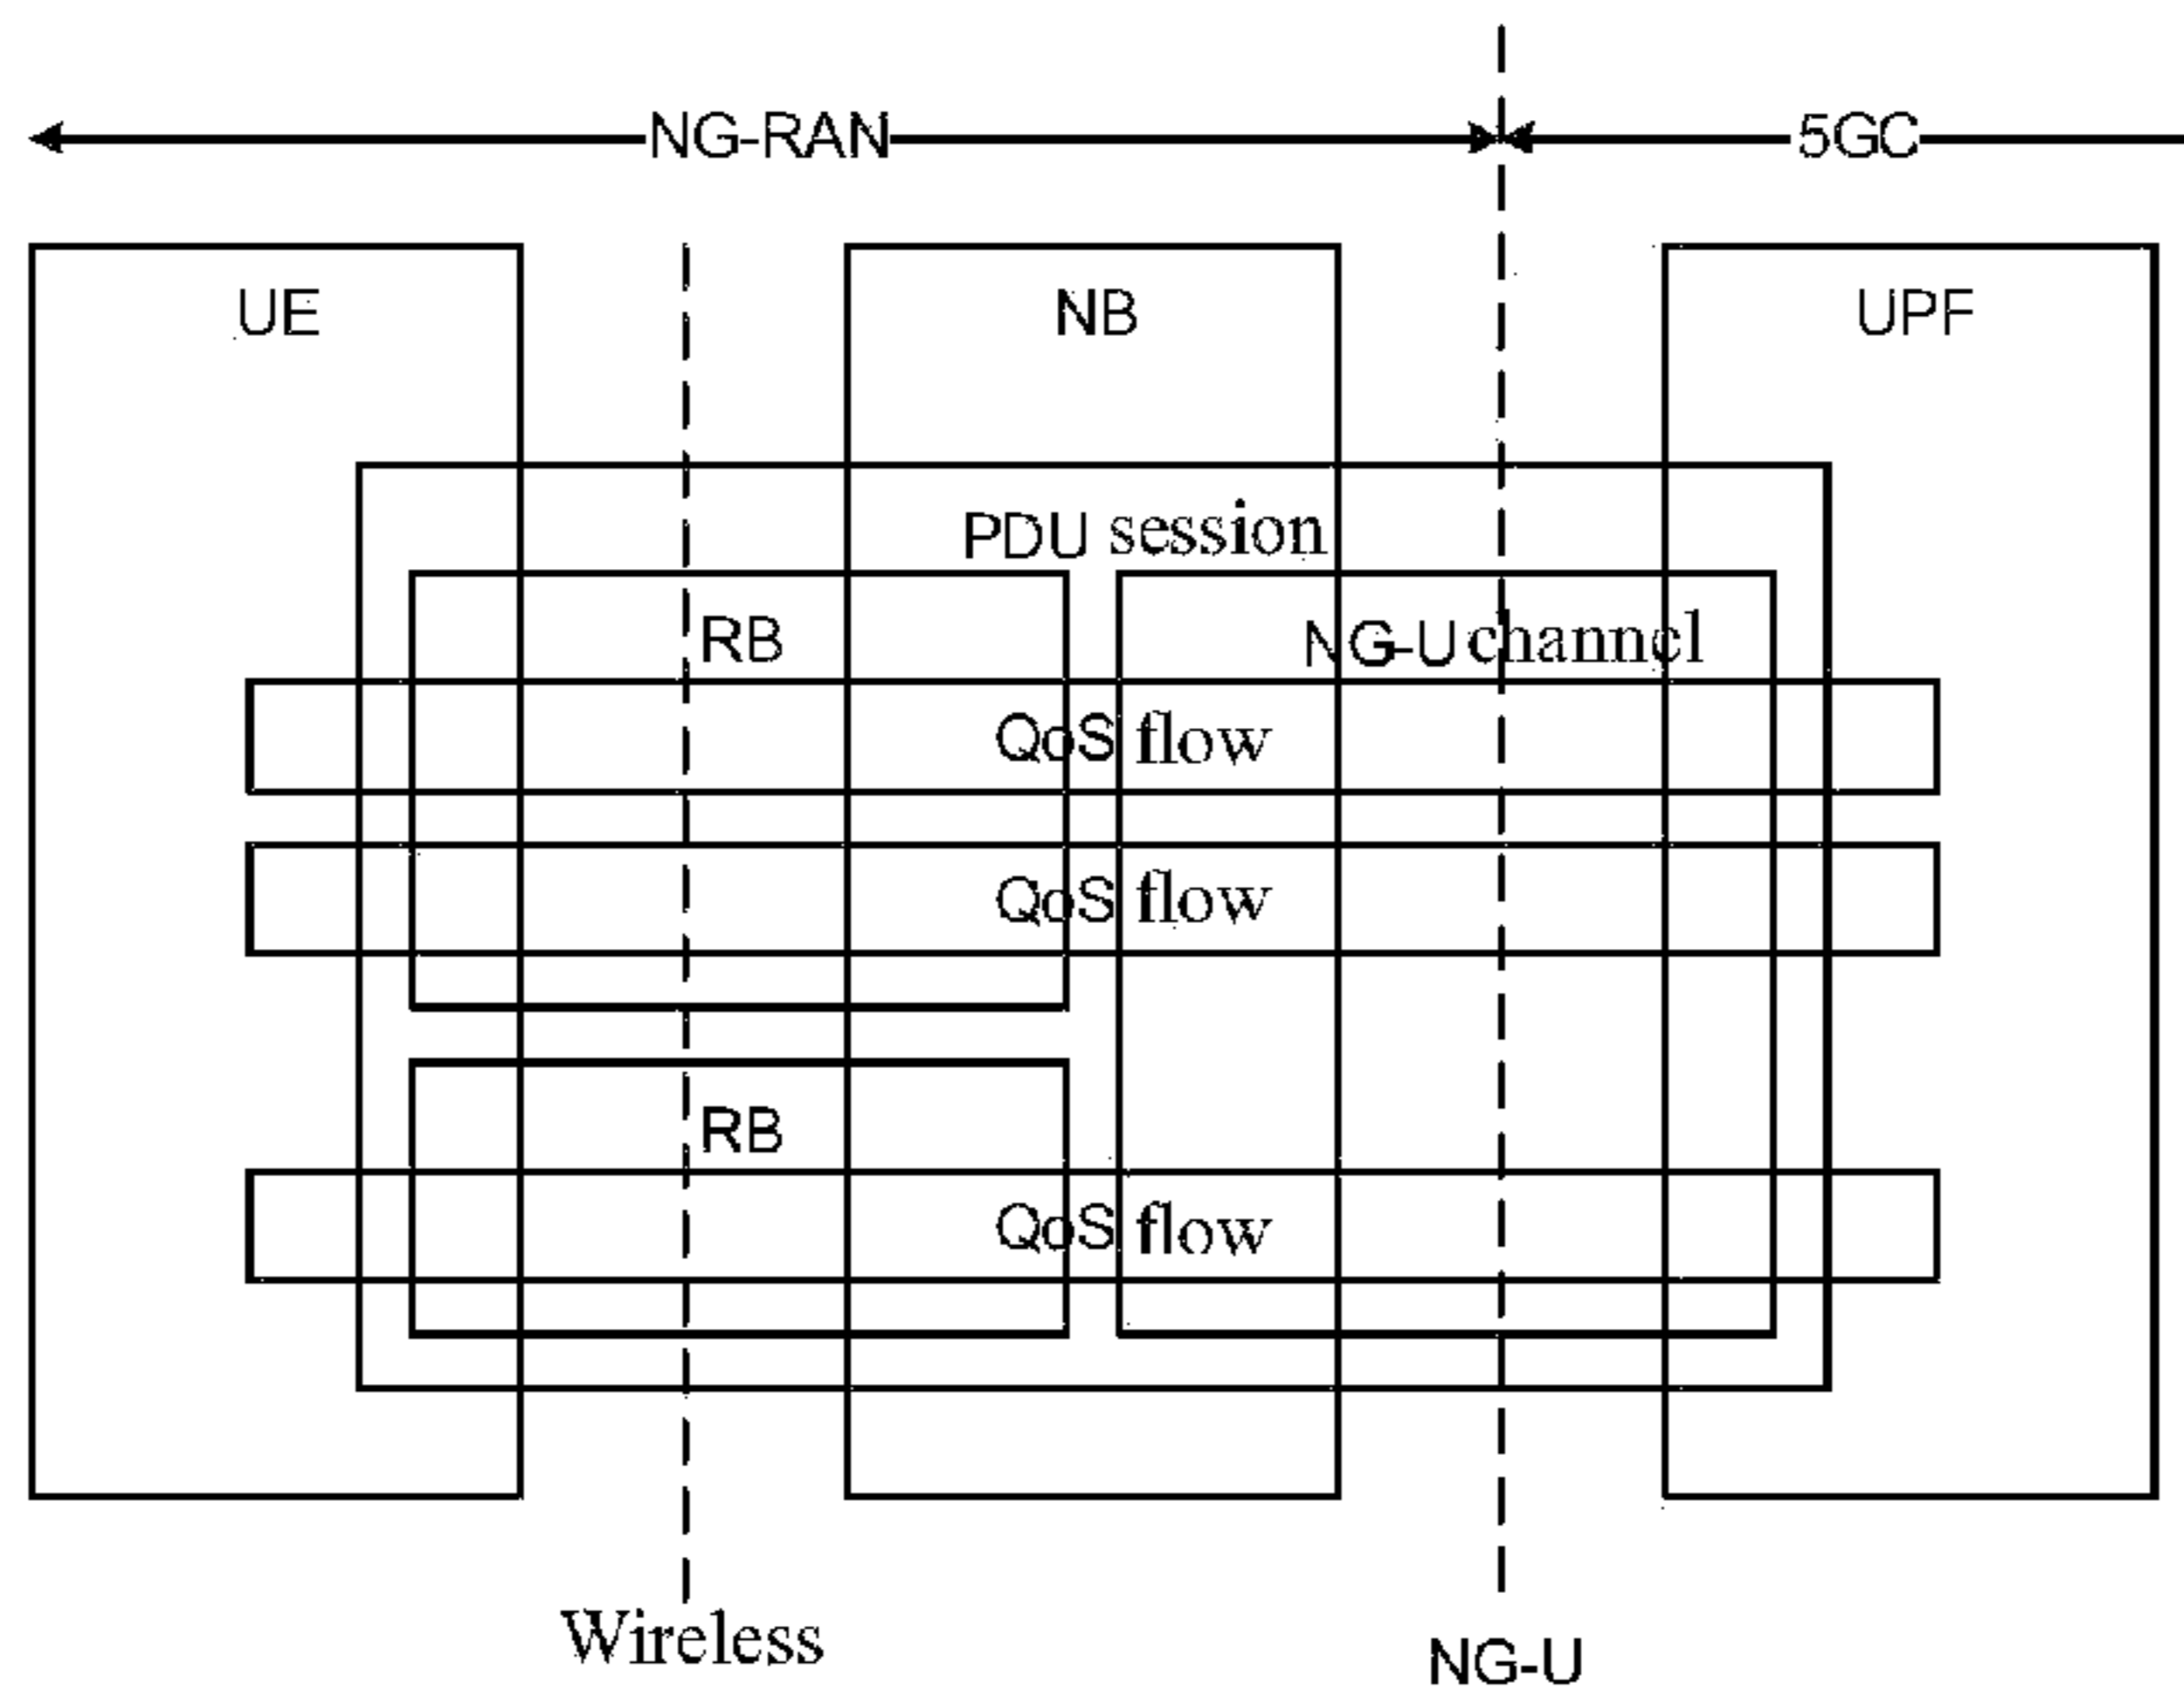 NG-RAN 5GC
UE NB UPF
PDU session
RB NG-U channel
QoS flow
QoS flow
RB
QoS flow
Wireless NG-U